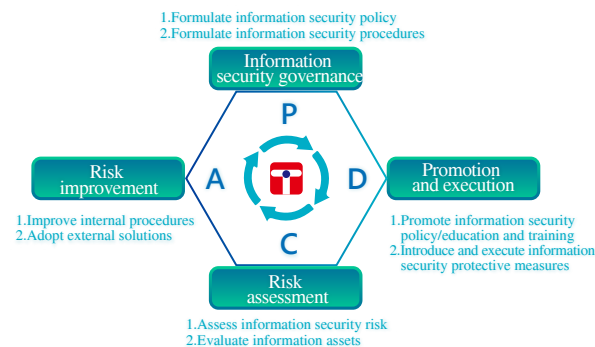 1.Formulate information security policy
2.Formulate information security procedures
Information
security governance
P
Risk
improvement
A
D
Promotion
and execution
1.Improve internal procedures
2.Adopt external solutions
1.Promote information security
policy/education and training
2.Introduce and execute information
security protective measures
C
Risk
assessment
1.Assess information security risk
2.Evaluate information assets